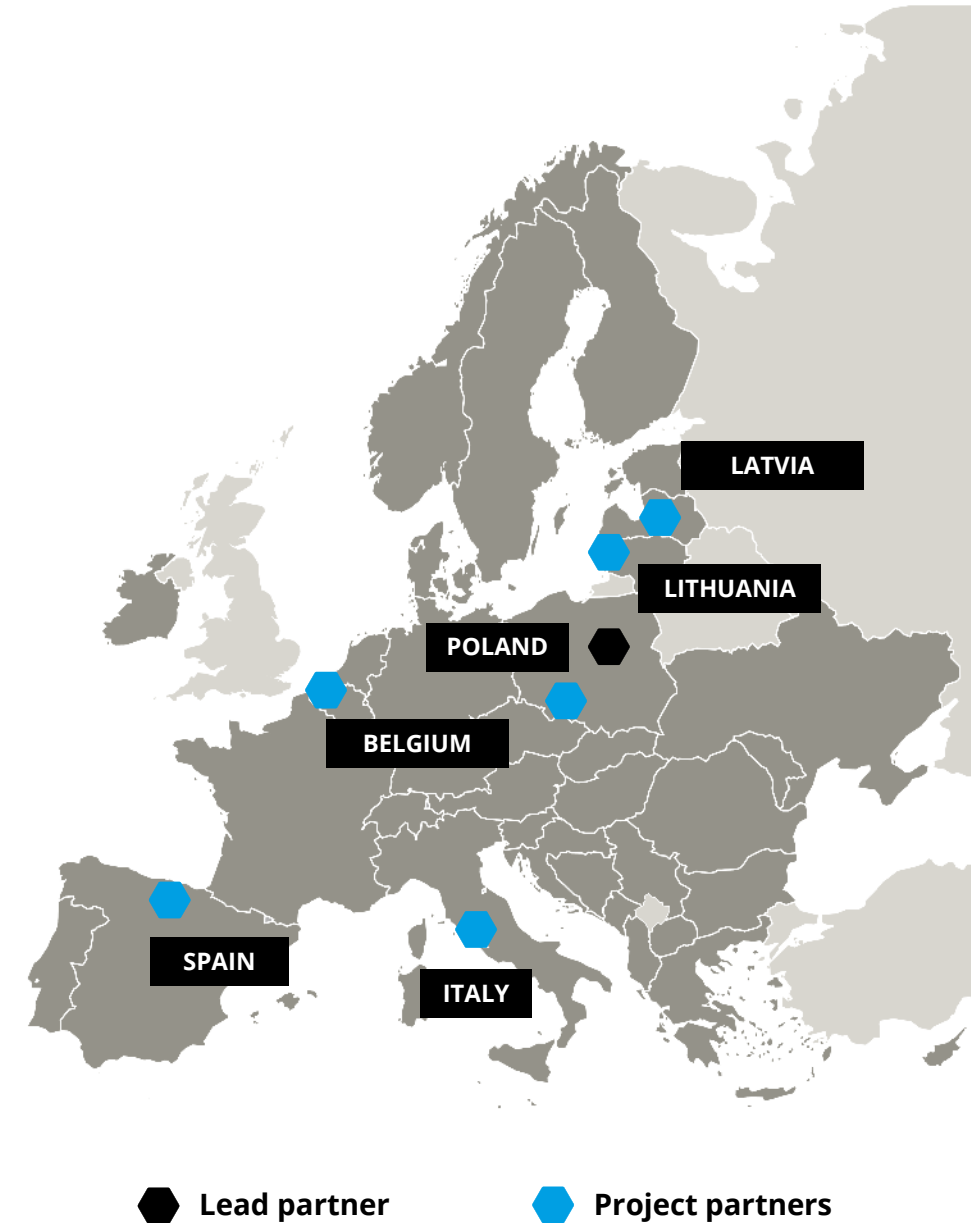 LATVIA
LITHUANIA
POLAND
BELGIUM
SPAIN
ITALY
Lead partner
Project partners